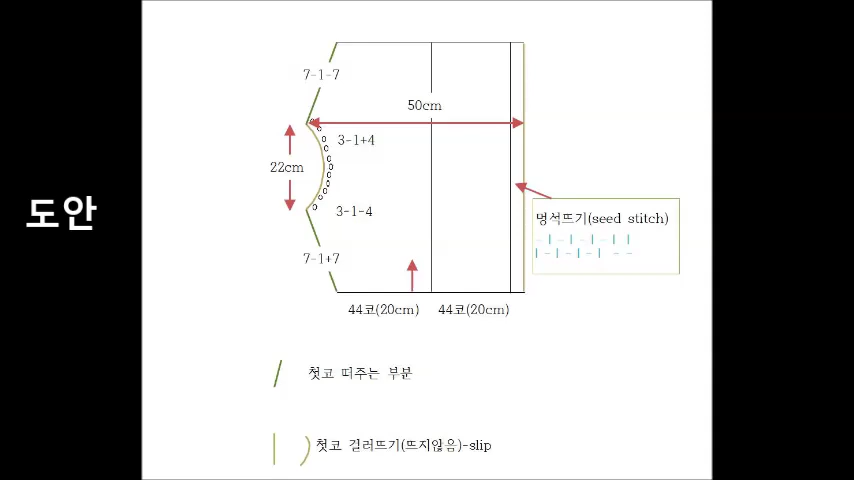 도안
7-1-7
50cm
3-1+4
22cm
3-1-4
7-1+7
멍석뜨기(seed stitch)
– | – | – | – | |
| – | – | – | – –
44코(20cm) 44코(20cm)
첫코 떠주는 부분
첫코 걸러뜨기(뜨지않음)-slip